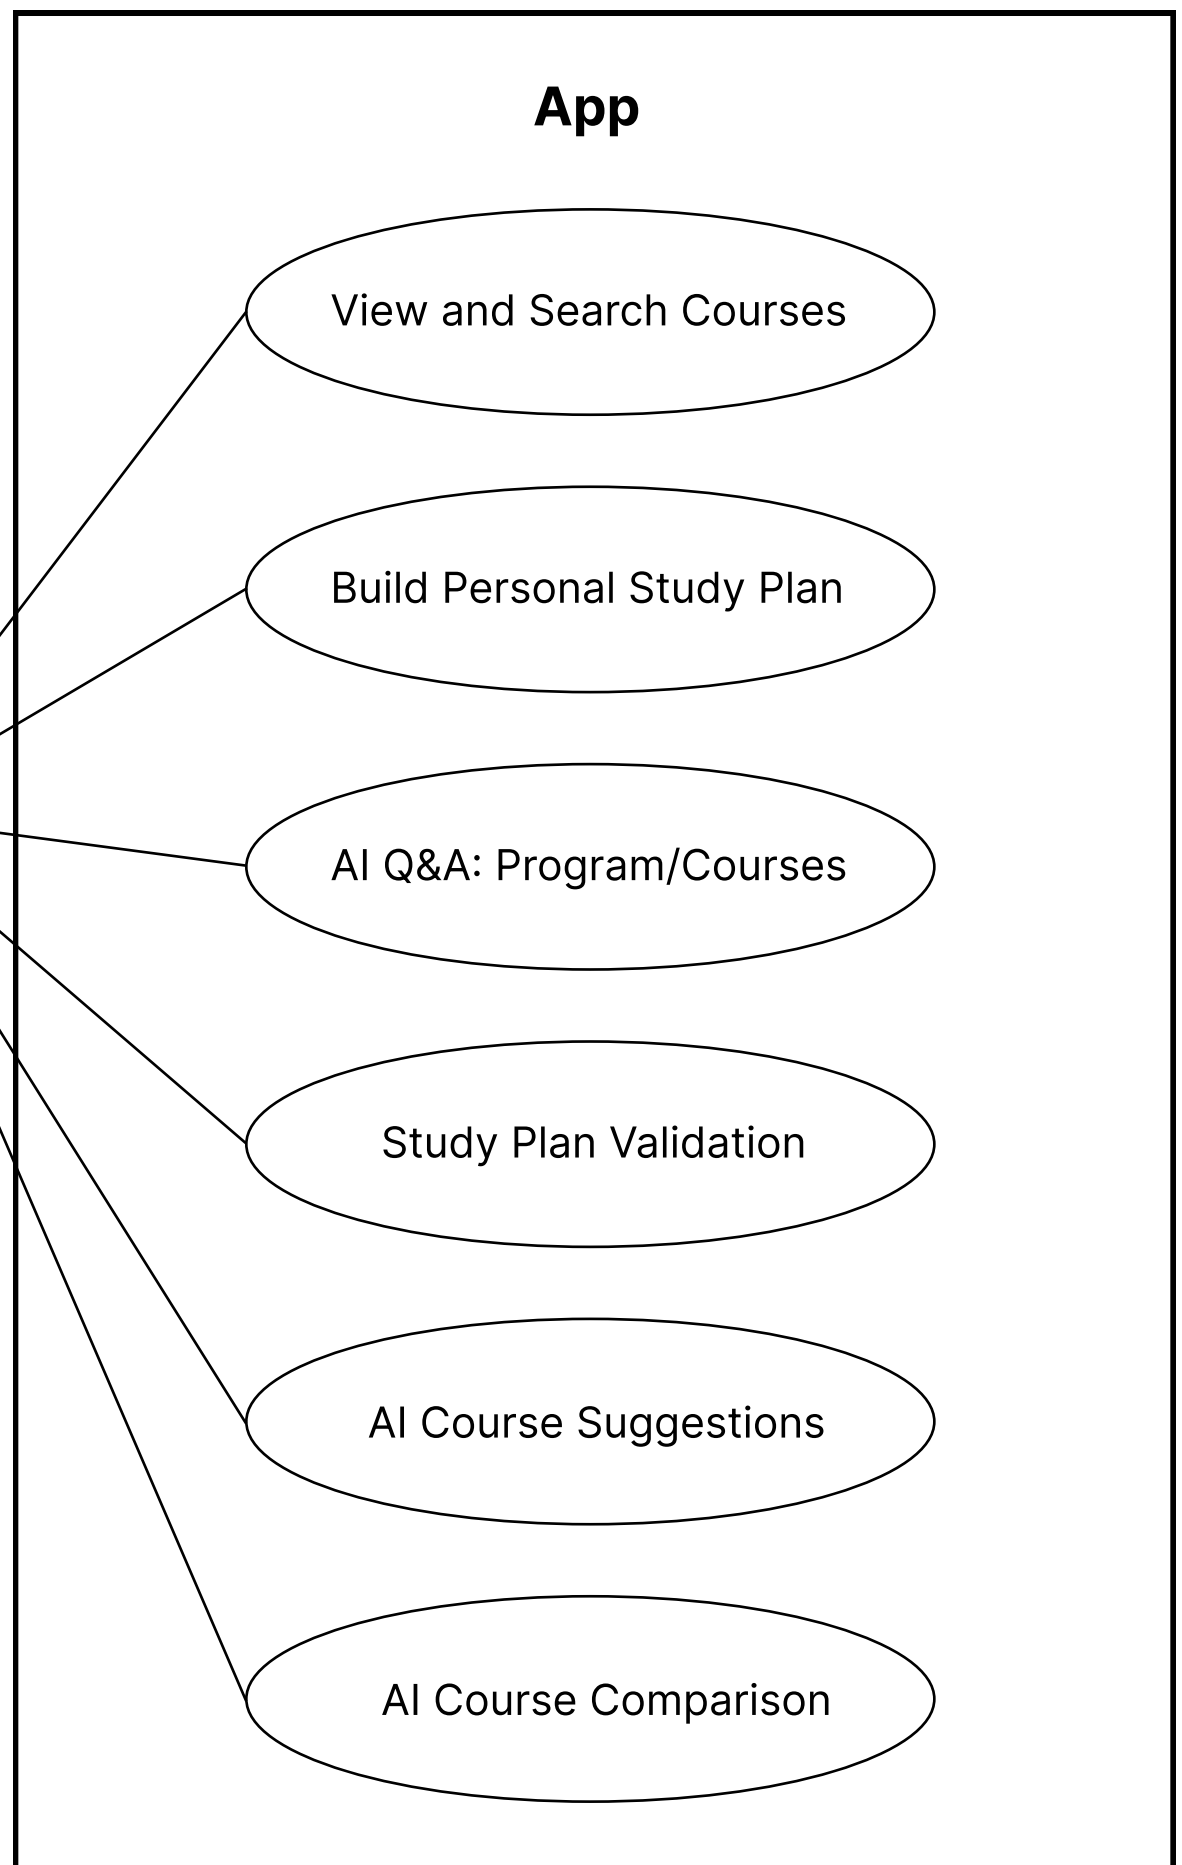 App
View and Search Courses
Build Personal Study Plan
AI Q&A: Program/Courses
Study Plan Validation
AI Course Suggestions
AI Course Comparison